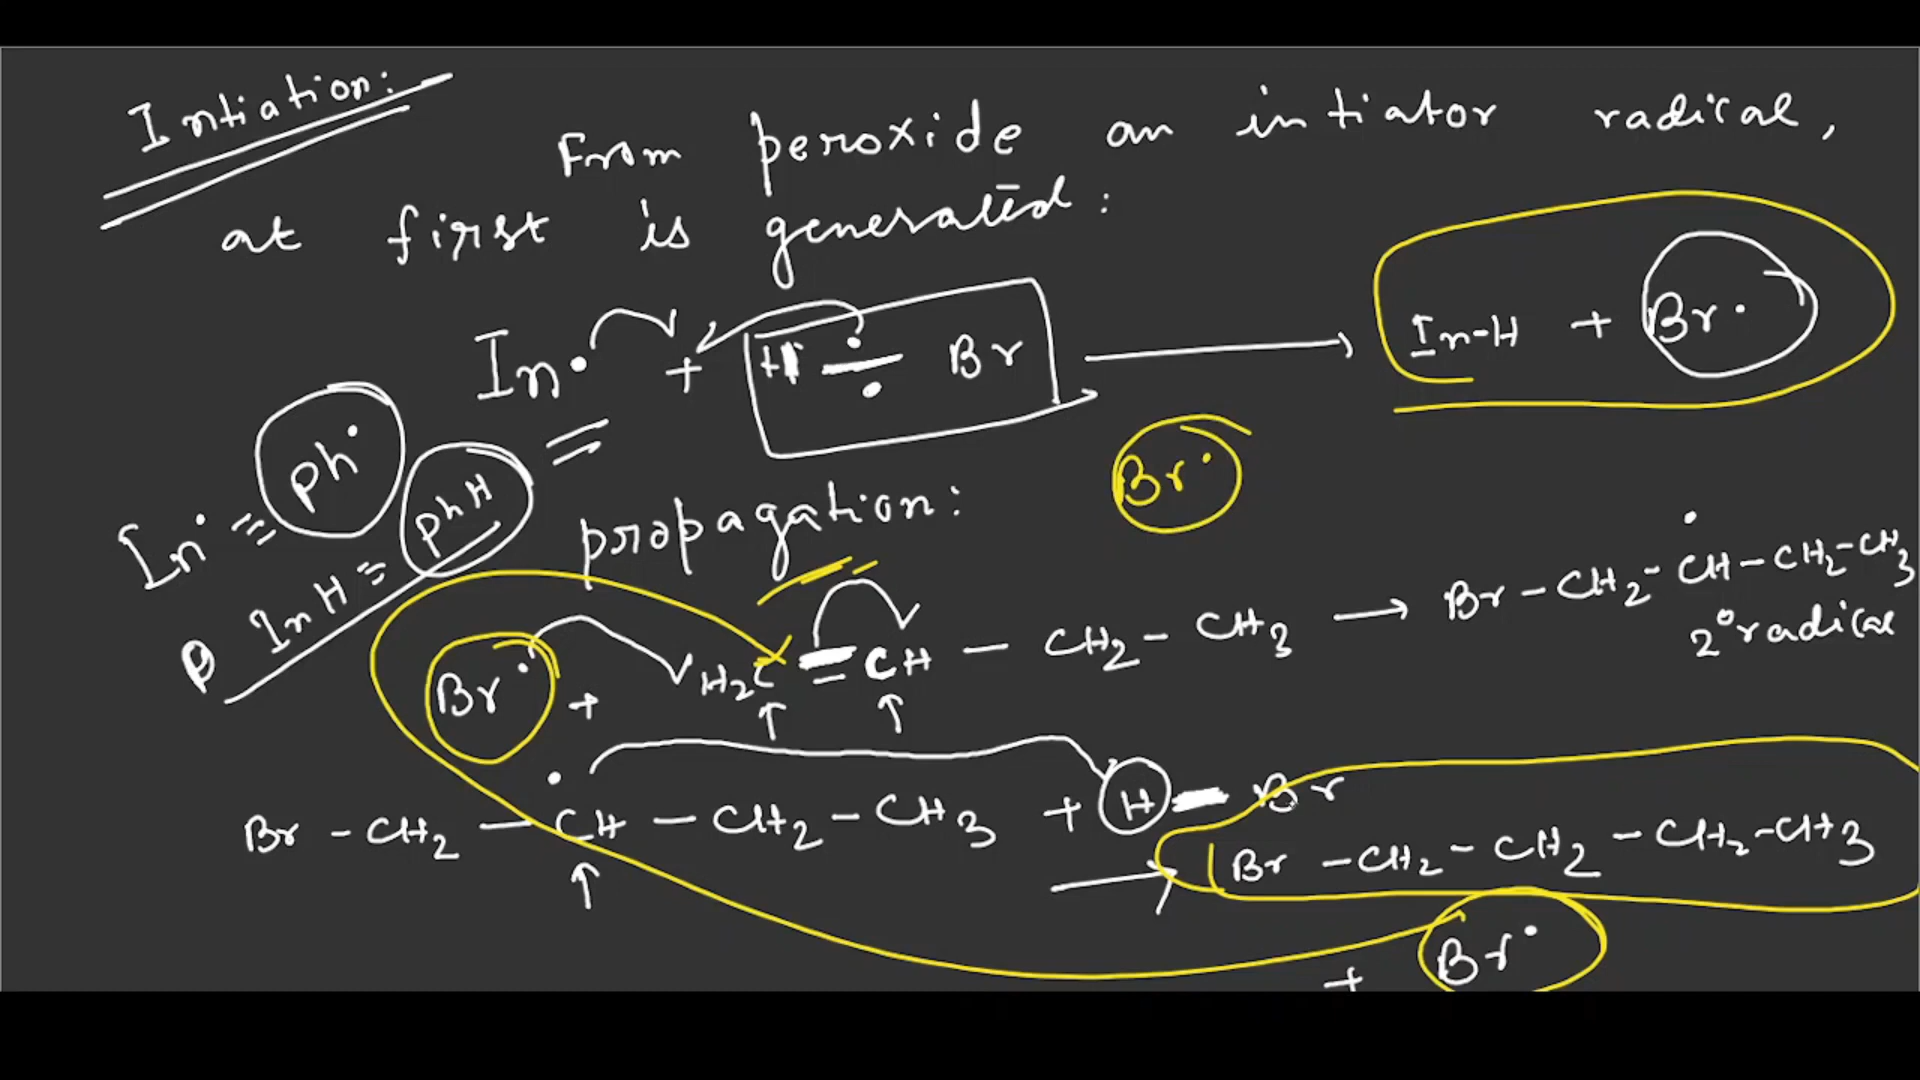 Intiation:
From peroxide an intiator radical,
at first is generated:
In• + H — Br → In-H + Br•
In• ≡ ph•
InH ≡ phH
Br•
propagation:
Br• + H2C = CH — CH2 - CH3 → Br - CH2 - ĊH - CH2 - CH3
2° radical
Br - CH2 — ĊH — CH2 - CH3 + H — Br
→ Br - CH2 - CH2 - CH2 - CH3
+ Br•